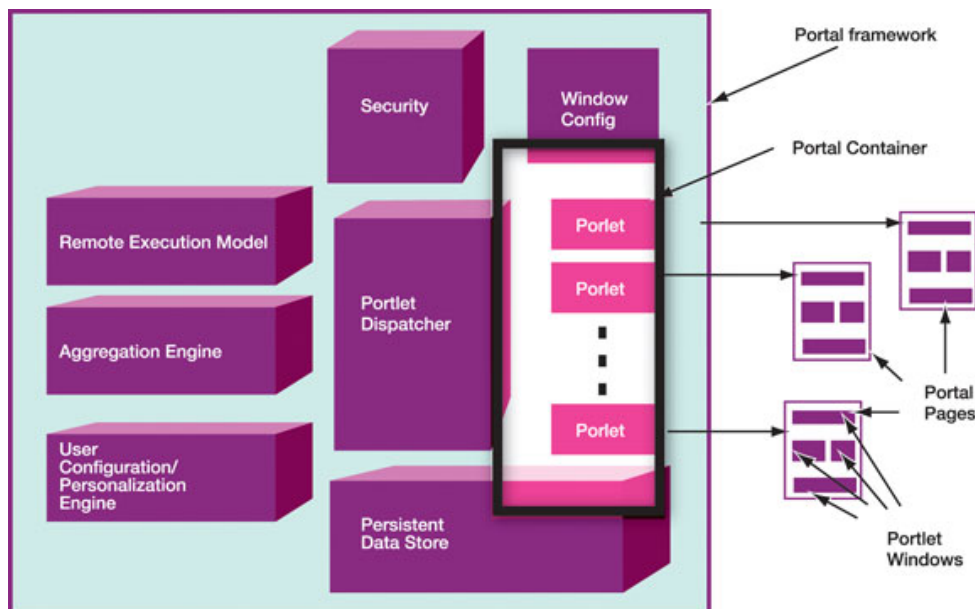 Portal framework
Security
Window
Config
Portal Container
Porlet
Remote Execution Model
Porlet
Portlet
Dispatcher
Aggregation Engine
Portal
Pages
Porlet
User
Configuration/
Personalization
Engine
Persistent
Data Store
Portlet
Windows